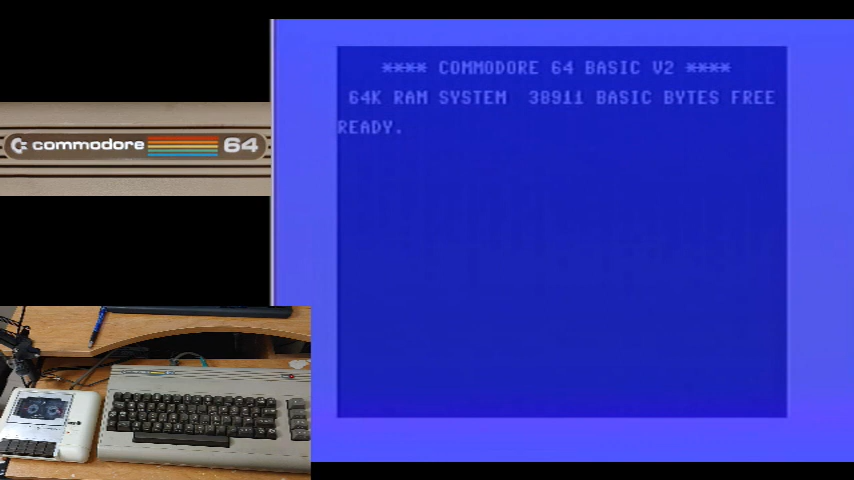 commodore 64
**** COMMODORE 64 BASIC V2 ****
64K RAM SYSTEM  38911 BASIC BYTES FREE
READY.